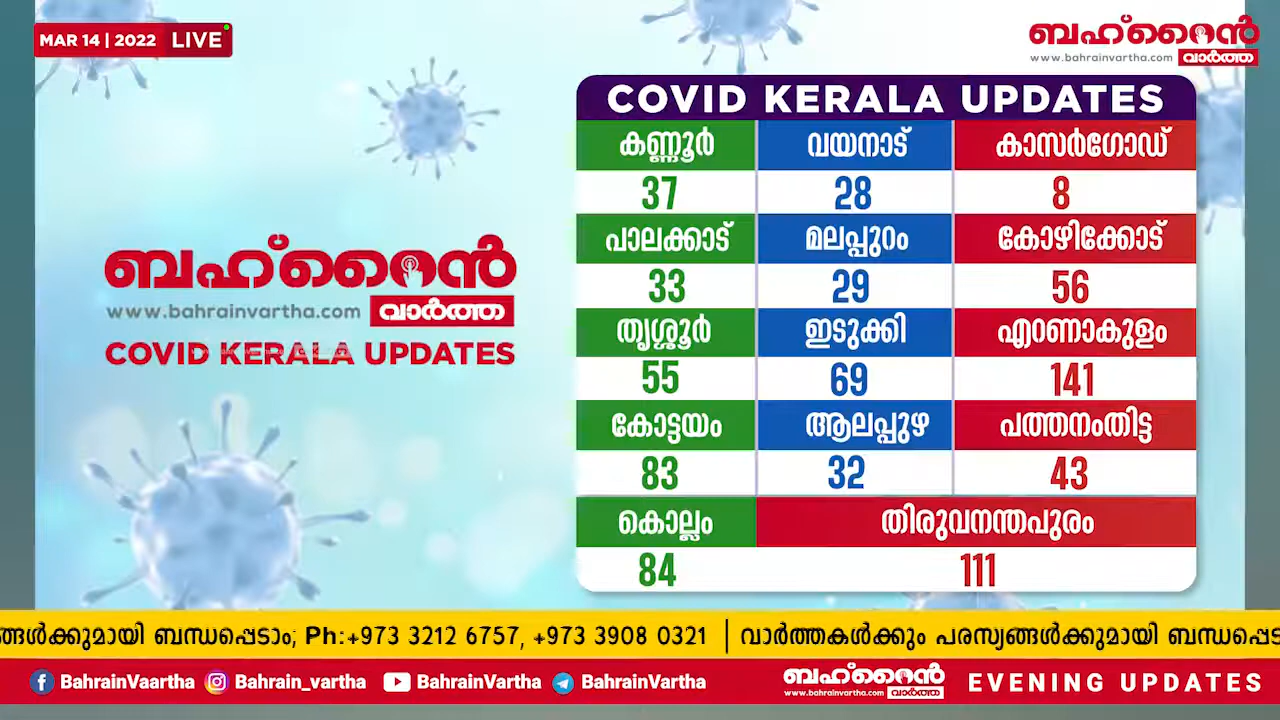 MAR 14 | 2022 LIVE
ബഹ്റൈൻ
www.bahrainvartha.com വാർത്ത
COVID KERALA UPDATES
കണ്ണൂർ വയനാട് കാസർഗോഡ്
37 28 8
പാലക്കാട് മലപ്പുറം കോഴിക്കോട്
33 29 56
തൃശ്ശൂർ ഇടുക്കി എറണാകുളം
55 69 141
കോട്ടയം ആലപ്പുഴ പത്തനംതിട്ട
83 32 43
കൊല്ലം തിരുവനന്തപുരം
84 111
ബഹ്റൈൻ
www.bahrainvartha.com വാർത്ത
COVID KERALA UPDATES
ങ്ങൾക്കുമായി ബന്ധപ്പെടാം; Ph:+973 3212 6757, +973 3908 0321 | വാർത്തകൾക്കും പരസ്യങ്ങൾക്കുമായി ബന്ധപ്പെട
BahrainVaartha Bahrain_vartha BahrainVartha BahrainVartha
ബഹ്റൈൻ
www.bahrainvartha.com വാർത്ത
EVENING UPDATES